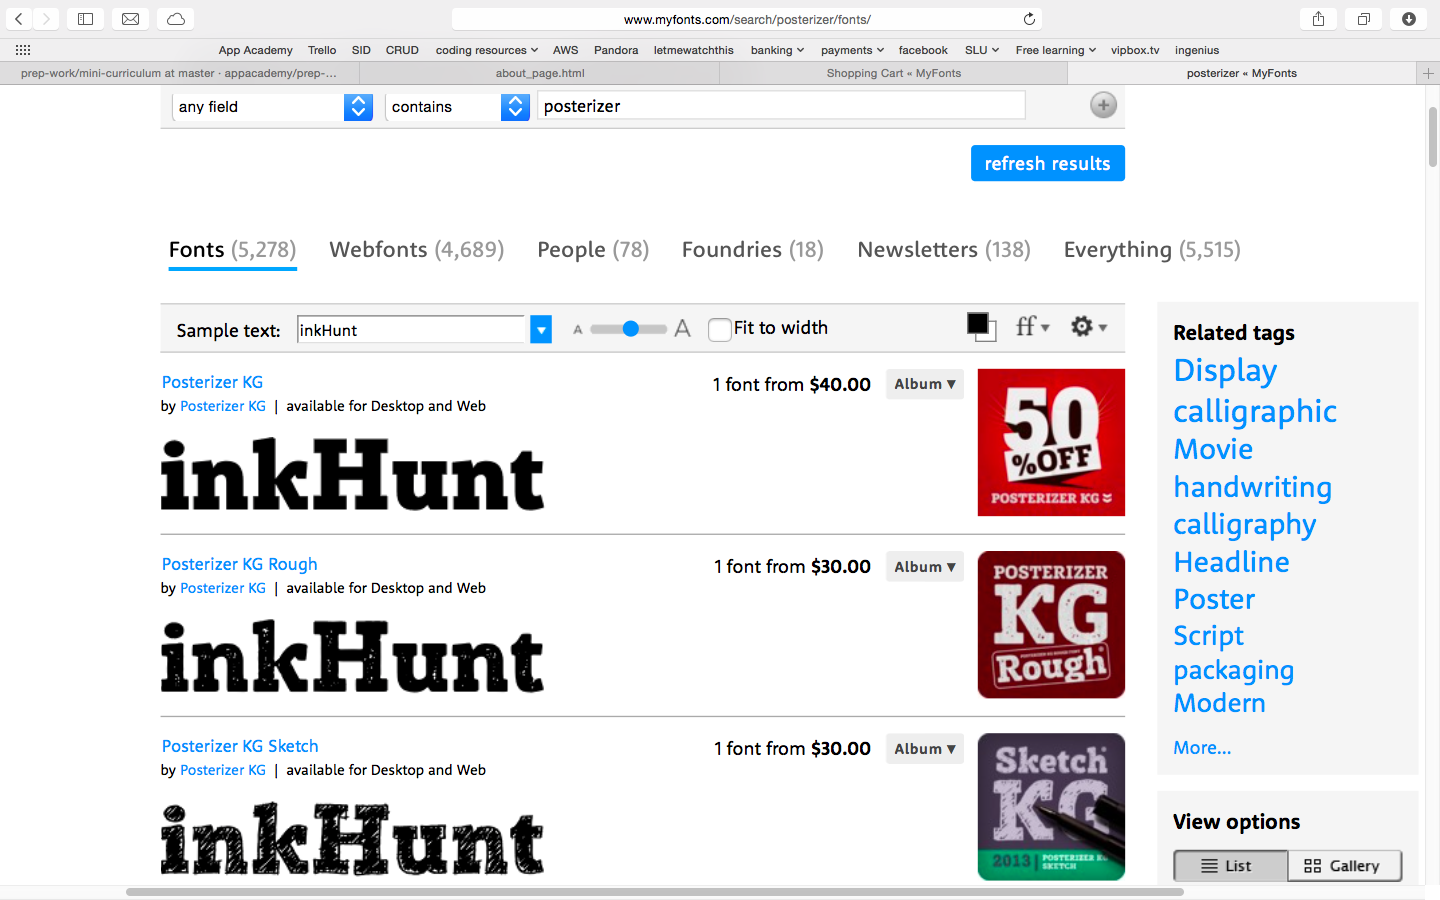 www.myfonts.com/search/posterizer/fonts/
App Academy Trello SID CRUD coding resources AWS Pandora letmewatchthis banking payments facebook SLU Free learning vipbox.tv ingenius
prep-work/mini-curriculum at master · appacademy/prep-... about_page.html Shopping Cart « MyFonts posterizer « MyFonts
any field contains posterizer
refresh results
Fonts (5,278) Webfonts (4,689) People (78) Foundries (18) Newsletters (138) Everything (5,515)
Sample text: inkHunt A A Fit to width ff ▼ ▼
Posterizer KG 1 font from $40.00 Album ▼
by Posterizer KG | available for Desktop and Web
inkHunt
50
%OFF
POSTERIZER KG
Posterizer KG Rough 1 font from $30.00 Album ▼
by Posterizer KG | available for Desktop and Web
inkHunt
POSTERIZER
KG
Rough
Posterizer KG Sketch 1 font from $30.00 Album ▼
by Posterizer KG | available for Desktop and Web
inkHunt
Sketch
KG
2013 | POSTERIZER KG
SKETCH
Related tags
Display
calligraphic
Movie
handwriting
calligraphy
Headline
Poster
Script
packaging
Modern
More...
View options
List Gallery